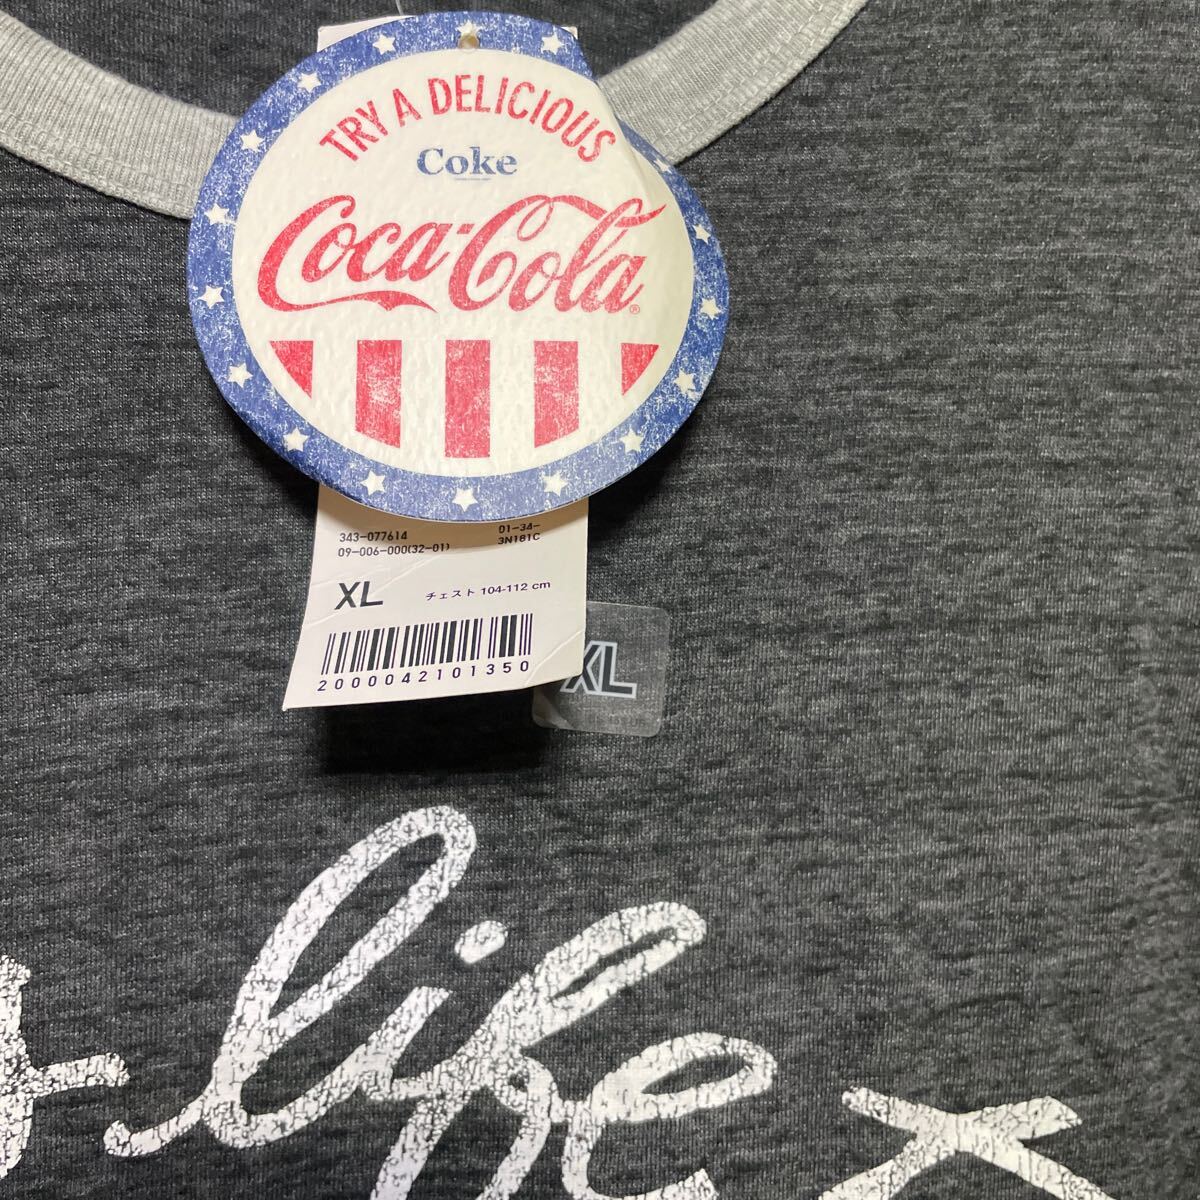 TRY A DELICIOUS
Coke
Coca-Cola®
343-077614
09-006-000(32-01)
01-34-
3N181C
XL チェスト 104-112 cm
2000042101350
XL
life